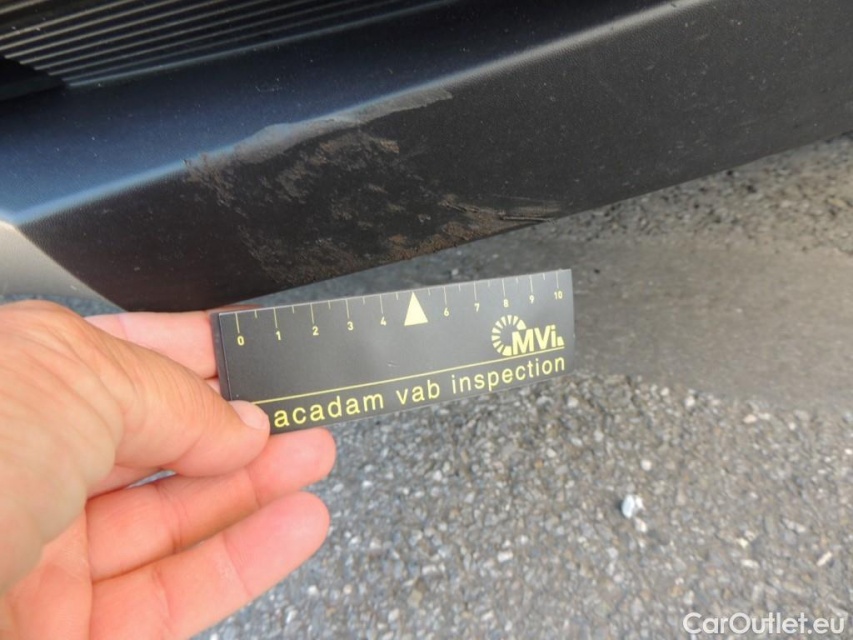 0 1 2 3 4 6 7 8 9 10
MVi
acadam vab inspection
CarOutlet.eu